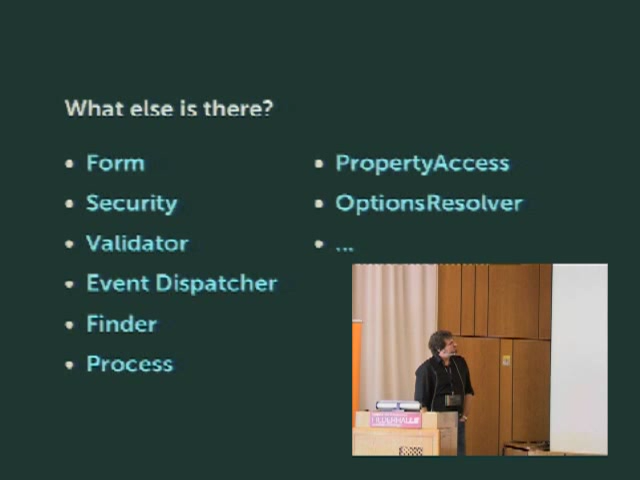 What else is there?
• Form
• Security
• Validator
• Event Dispatcher
• Finder
• Process
• PropertyAccess
• OptionsResolver
• ...